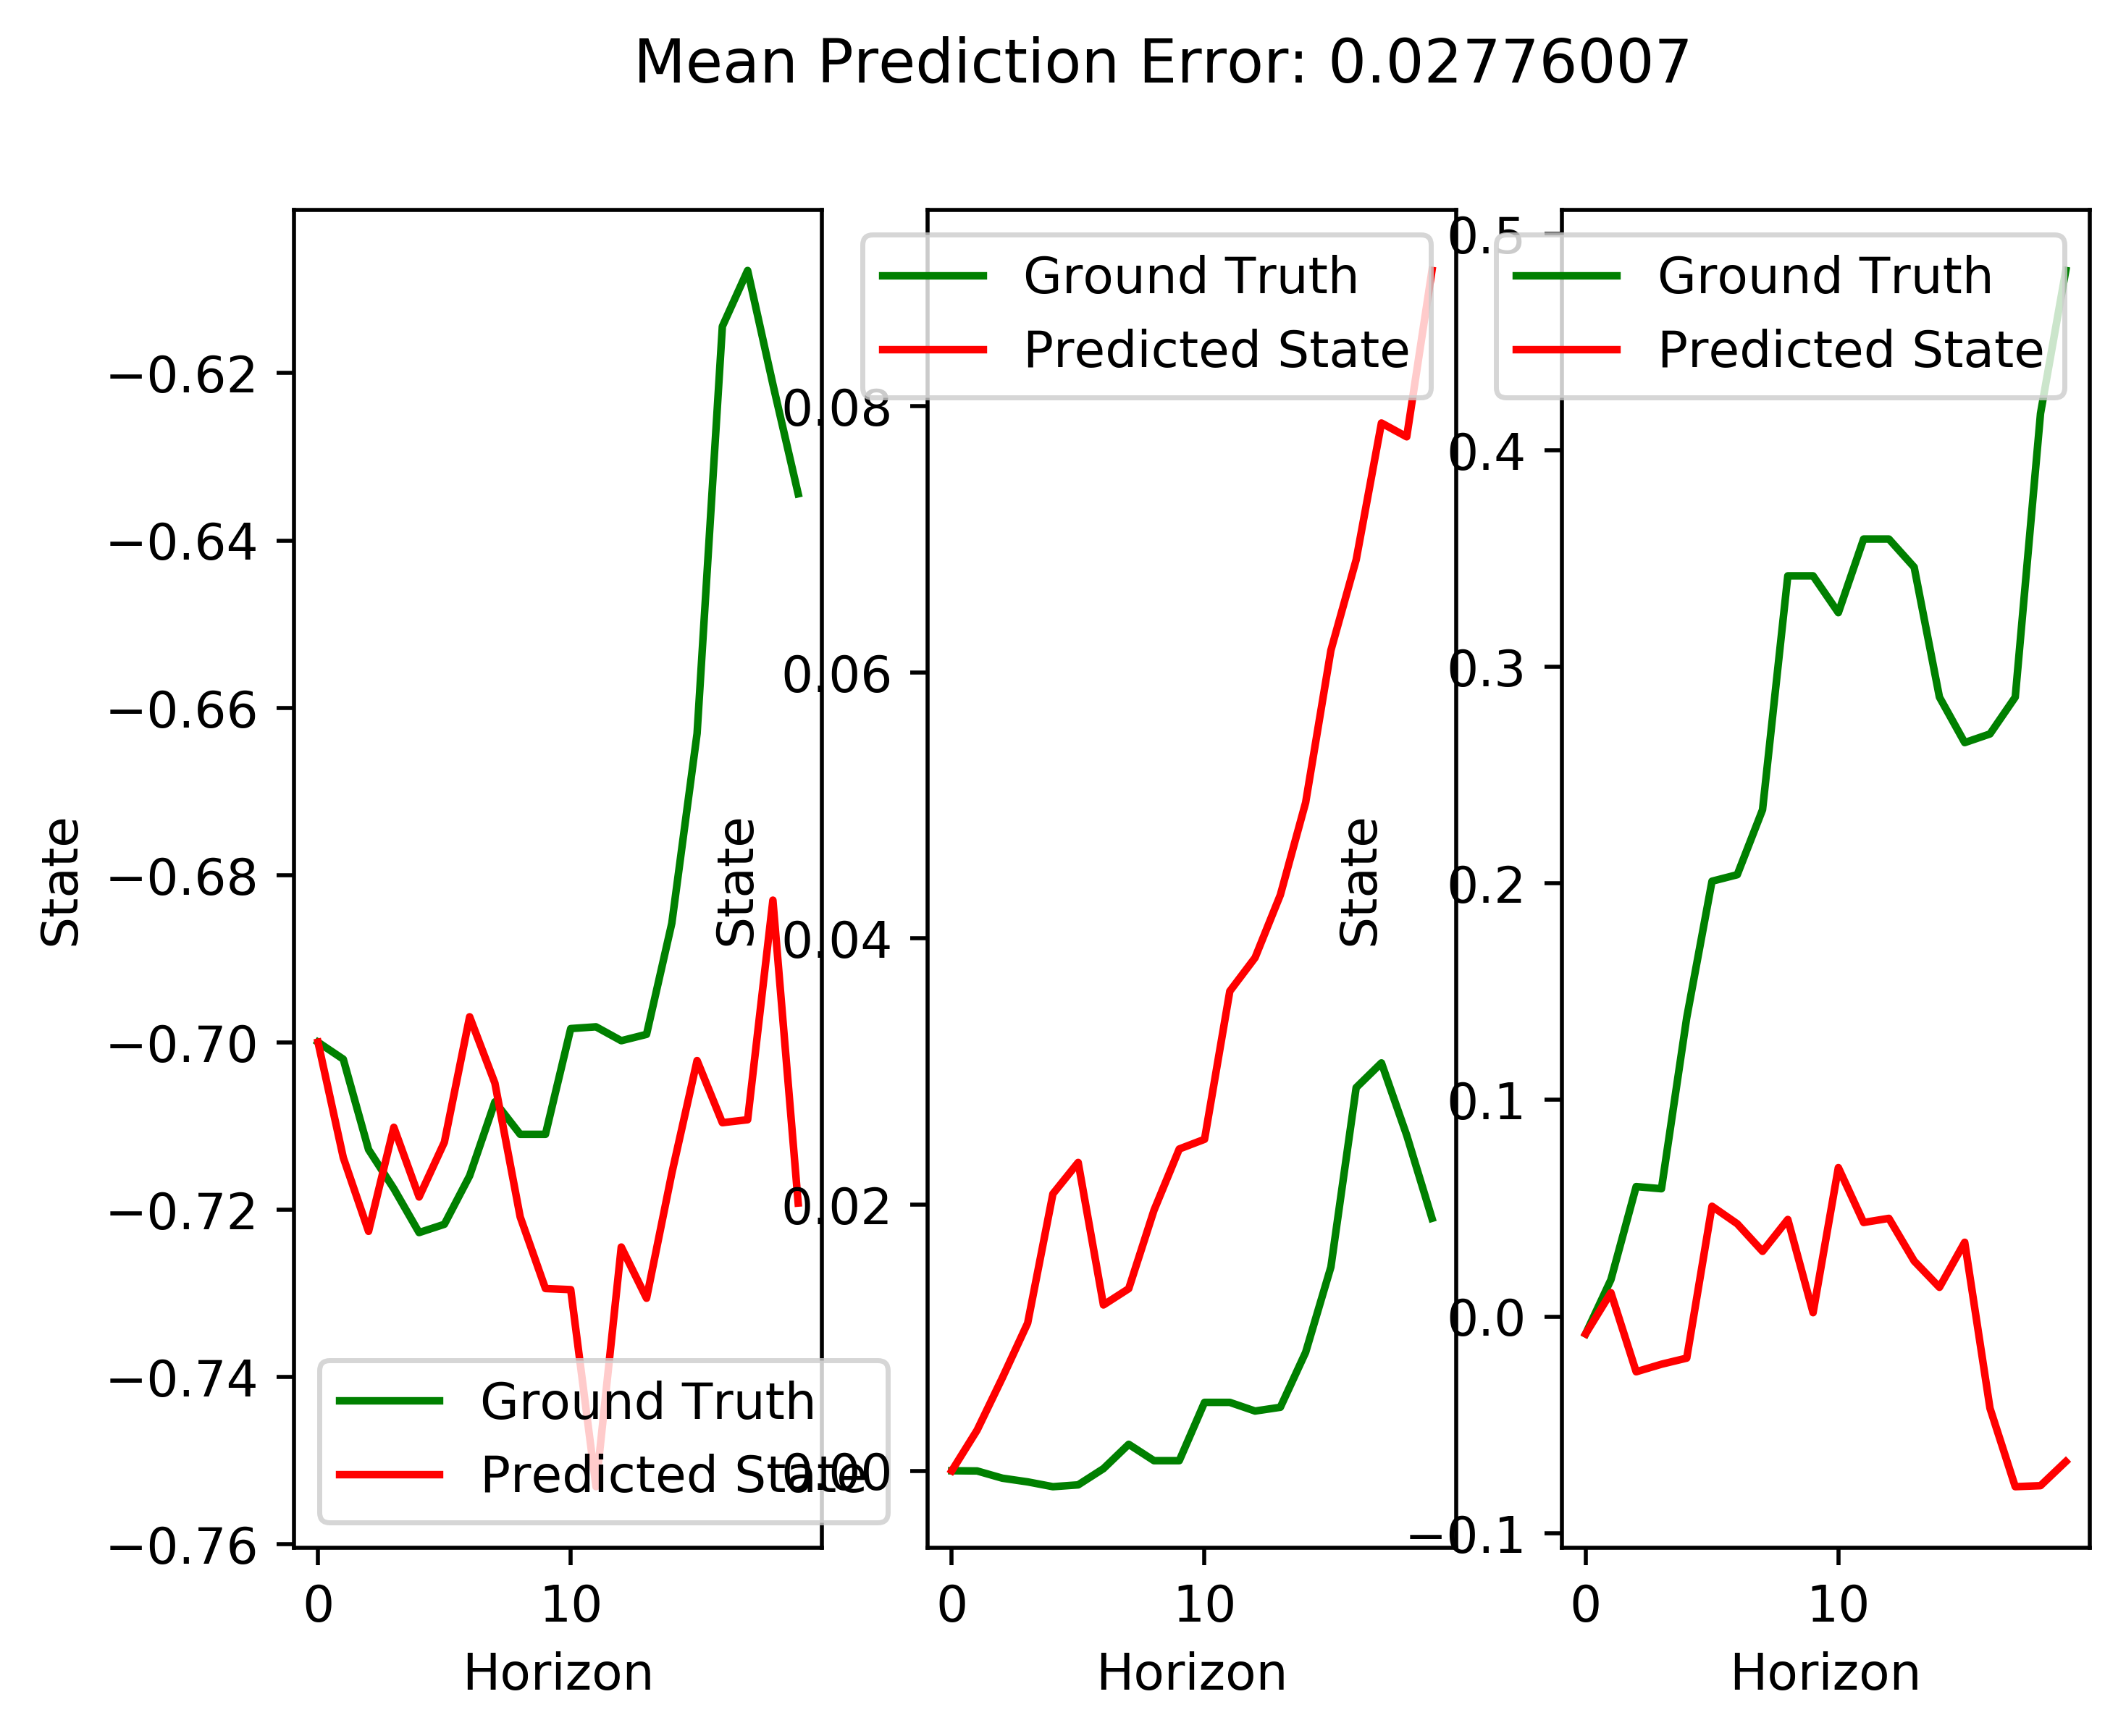 Mean Prediction Error: 0.02776007
State
−0.62
−0.64
−0.66
−0.68
−0.70
−0.72
−0.74
−0.76
Ground Truth
Predicted State
0
10
Horizon
State
0.08
0.06
0.04
0.02
0.00
Ground Truth
Predicted State
0
10
Horizon
State
0.5
0.4
0.3
0.2
0.1
0.0
−0.1
Ground Truth
Predicted State
0
10
Horizon